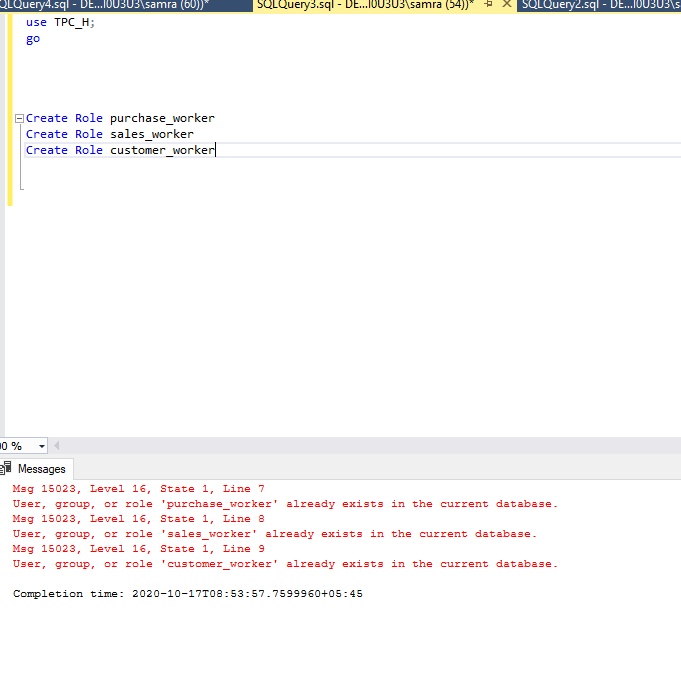 QLQuery4.sql - DE...I0U3U3\samra (60))*
SQLQuery3.sql - DE...I0U3U3\samra (54))*
SQLQuery2.sql - DE...I0U3U3\s
use TPC_H;
go
Create Role purchase_worker
Create Role sales_worker
Create Role customer_worker
00 %
Messages
Msg 15023, Level 16, State 1, Line 7
User, group, or role 'purchase_worker' already exists in the current database.
Msg 15023, Level 16, State 1, Line 8
User, group, or role 'sales_worker' already exists in the current database.
Msg 15023, Level 16, State 1, Line 9
User, group, or role 'customer_worker' already exists in the current database.
Completion time: 2020-10-17T08:53:57.7599960+05:45